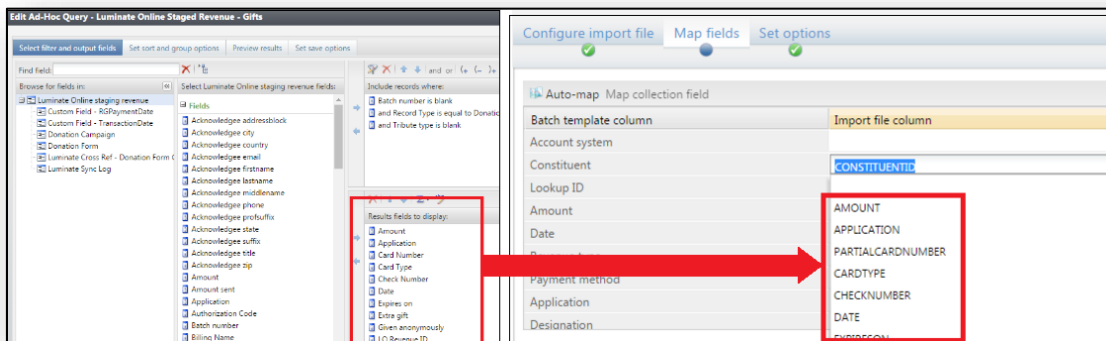 Edit Ad-Hoc Query - Luminate Online Staged Revenue - Gifts
Select filter and output fields
Set sort and group options
Preview results
Set save options
Find field:
Browse for fields in:
Luminate Online staging revenue
Custom Field - RGPaymentDate
Custom Field - TransactionDate
Donation Campaign
Donation Form
Luminate Cross Ref - Donation Form
Luminate Sync Log
Select Luminate Online staging revenue fields:
Fields
Acknowledgee addressblock
Acknowledgee city
Acknowledgee country
Acknowledgee email
Acknowledgee firstname
Acknowledgee lastname
Acknowledgee middlename
Acknowledgee phone
Acknowledgee profsuffix
Acknowledgee state
Acknowledgee suffix
Acknowledgee title
Acknowledgee zip
Amount
Amount sent
Application
Authorization Code
Batch number
Billing Name
and or
Include records where:
Batch number is blank
and Record Type is equal to Donatio
and Tribute type is blank
Results fields to display:
Amount
Application
Card Number
Card Type
Check Number
Date
Expires on
Extra gift
Given anonymously
LO Revenue ID
Configure import file
Map fields
Set options
Auto-map Map collection field
Batch template column Import file column
Account system
Constituent CONSTITUENTID
Lookup ID
Amount
Date
Payment method
Application
Designation
AMOUNT
APPLICATION
PARTIALCARDNUMBER
CARDTYPE
CHECKNUMBER
DATE
EXPIRESON